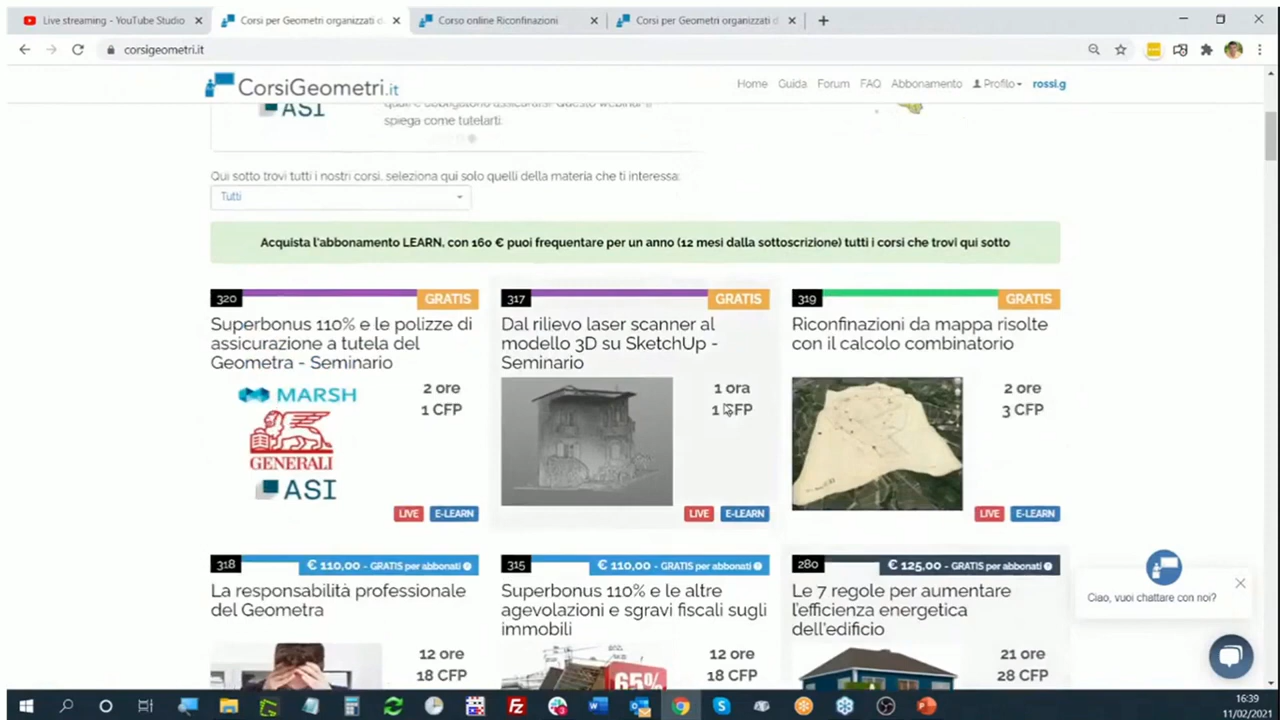 Live streaming - YouTube Studio
Corsi per Geometri organizzati d
Corso online Riconfinazioni
Corsi per Geometri organizzati d
corsigeometri.it
CorsiGeometri.it
Home Guida Forum FAQ Abbonamento Profilo rossi.g
ASI
spiega come tutelarti.
Qui sotto trovi tutti i nostri corsi, seleziona qui solo quelli della materia che ti interessa:
Tutti
Acquista l'abbonamento LEARN, con 160 € puoi frequentare per un anno (12 mesi dalla sottoscrizione) tutti i corsi che trovi qui sotto
320 GRATIS
Superbonus 110% e le polizze di
assicurazione a tutela del
Geometra - Seminario
MARSH
GENERALI
ASI
2 ore
1 CFP
LIVE E-LEARN
317 GRATIS
Dal rilievo laser scanner al
modello 3D su SketchUp -
Seminario
1 ora
1 CFP
LIVE E-LEARN
319 GRATIS
Riconfinazioni da mappa risolte
con il calcolo combinatorio
2 ore
3 CFP
LIVE E-LEARN
318 € 110,00 - GRATIS per abbonati
La responsabilità professionale
del Geometra
12 ore
18 CFP
315 € 110,00 - GRATIS per abbonati
Superbonus 110% e le altre
agevolazioni e sgravi fiscali sugli
immobili
65%
12 ore
18 CFP
280 € 125,00 - GRATIS per abbonati
Le 7 regole per aumentare
l'efficienza energetica
dell'edificio
21 ore
28 CFP
Ciao, vuoi chattare con noi?
16:39
11/02/2021